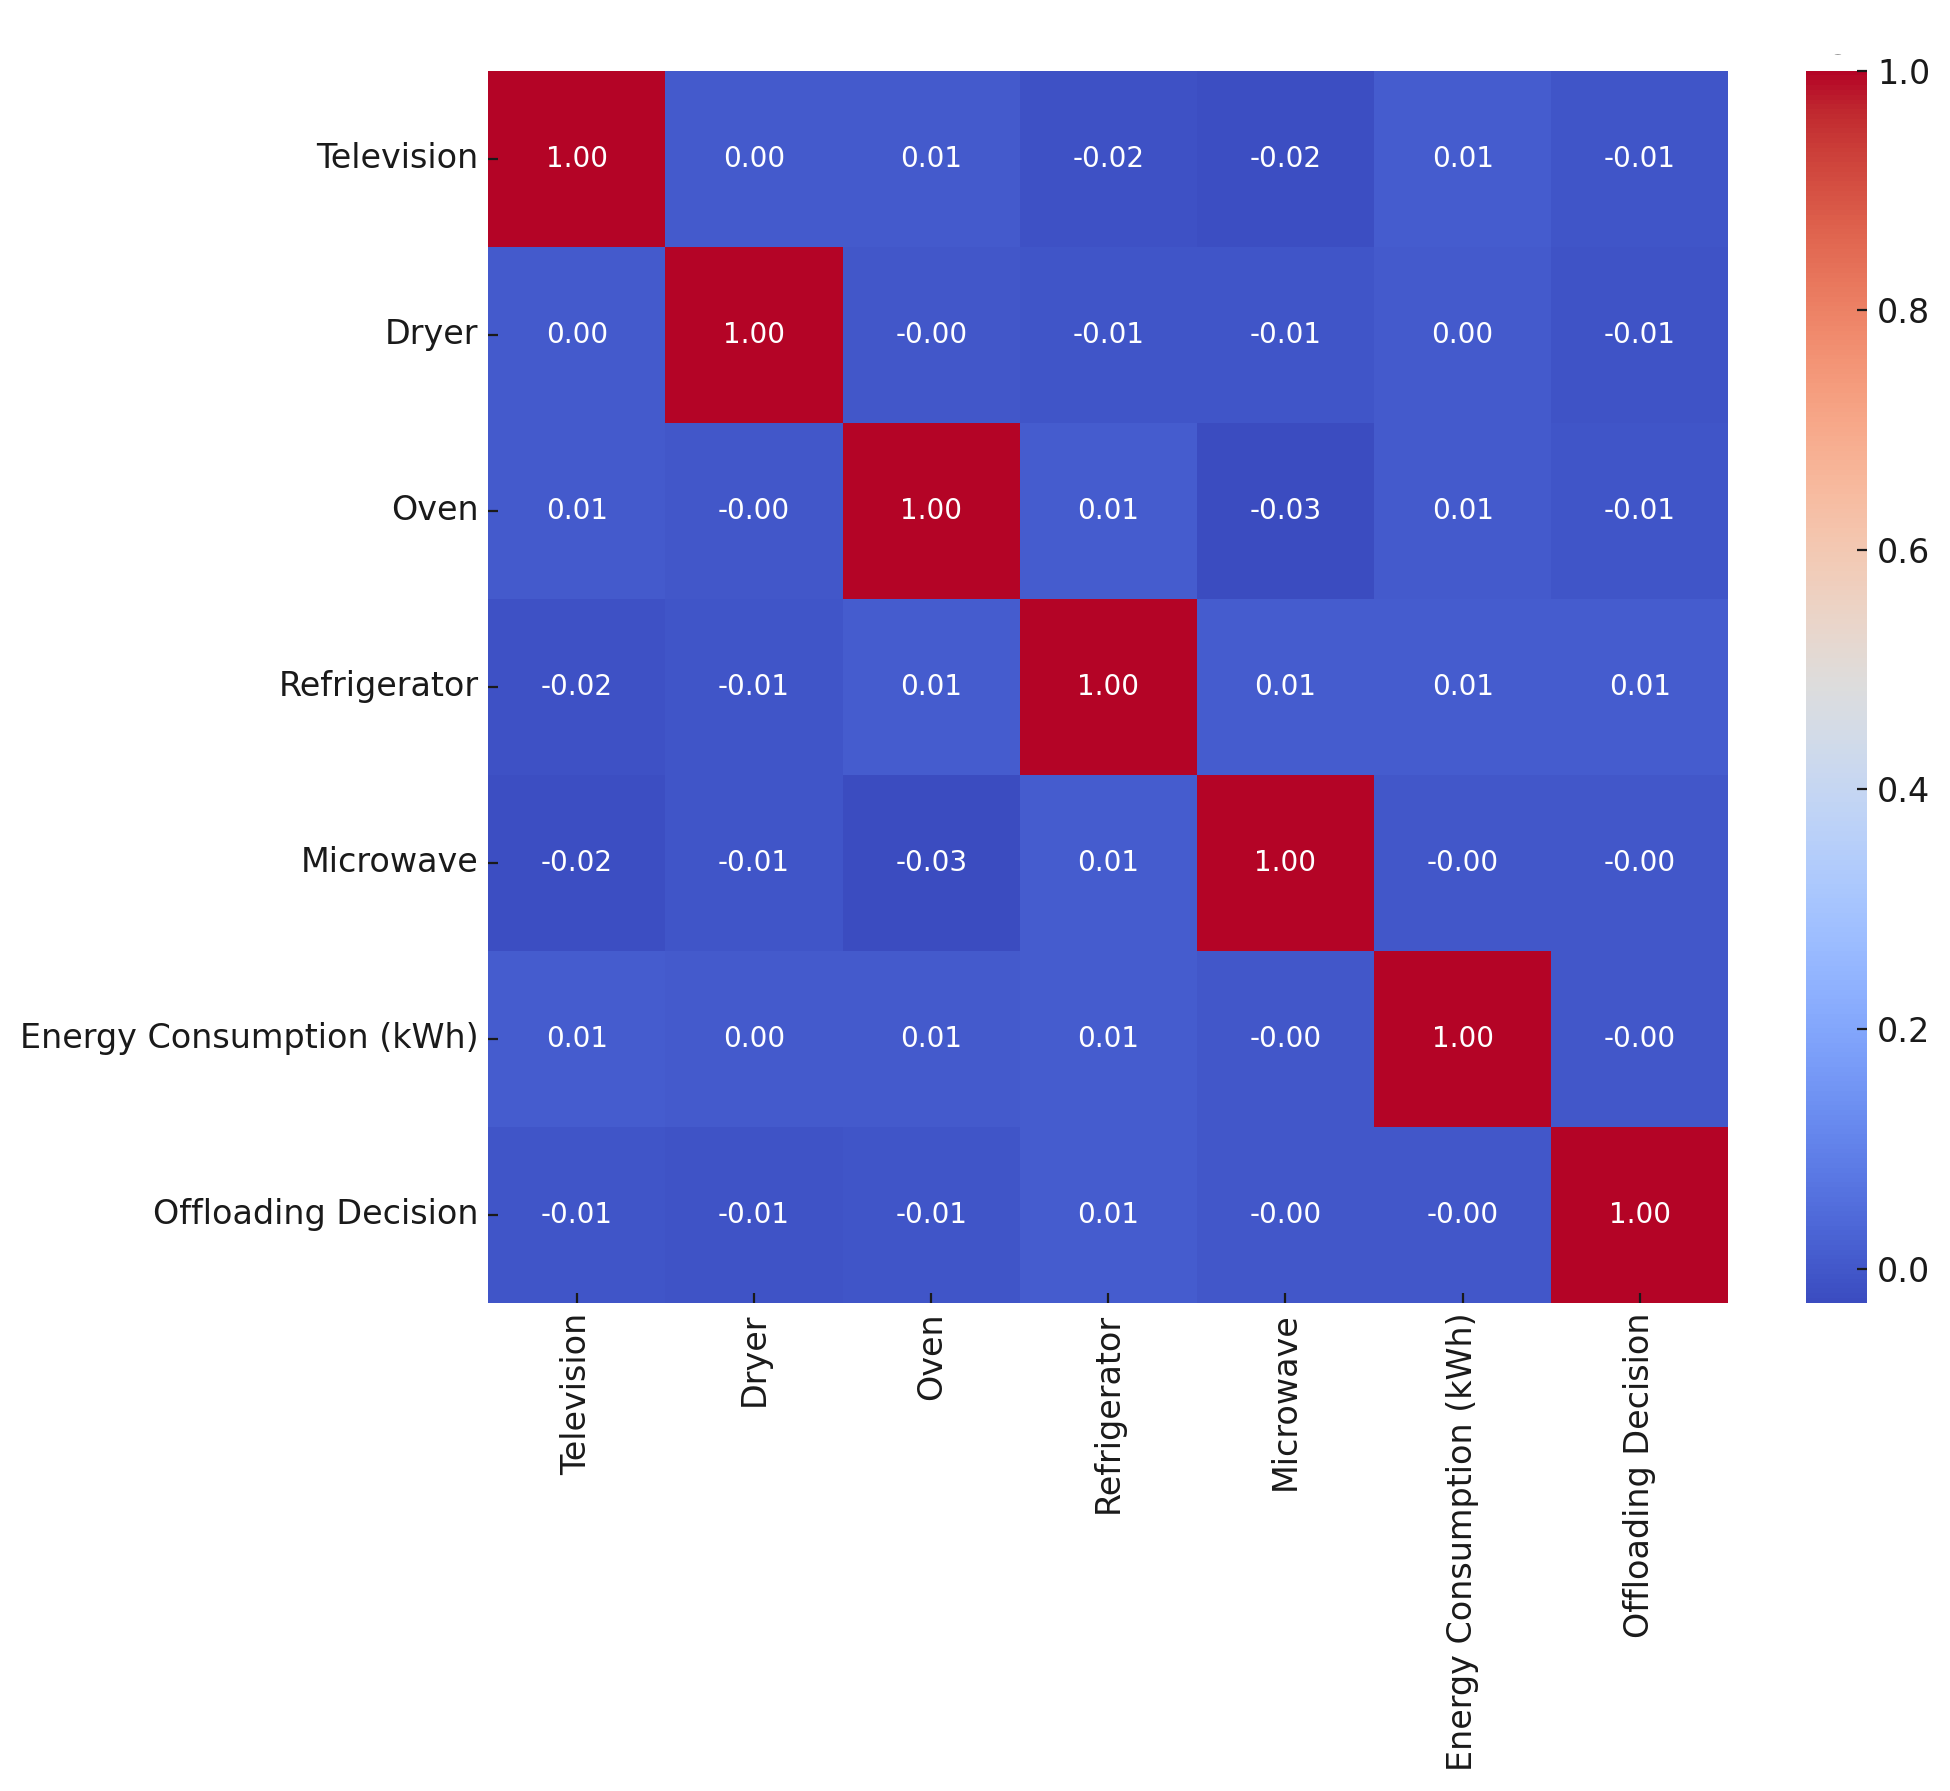 Television 1.00 0.00 0.01 -0.02 -0.02 0.01 -0.01
Dryer 0.00 1.00 -0.00 -0.01 -0.01 0.00 -0.01
Oven 0.01 -0.00 1.00 0.01 -0.03 0.01 -0.01
Refrigerator -0.02 -0.01 0.01 1.00 0.01 0.01 0.01
Microwave -0.02 -0.01 -0.03 0.01 1.00 -0.00 -0.00
Energy Consumption (kWh) 0.01 0.00 0.01 0.01 -0.00 1.00 -0.00
Offloading Decision -0.01 -0.01 -0.01 0.01 -0.00 -0.00 1.00
Television
Dryer
Oven
Refrigerator
Microwave
Energy Consumption (kWh)
Offloading Decision
1.0
0.8
0.6
0.4
0.2
0.0